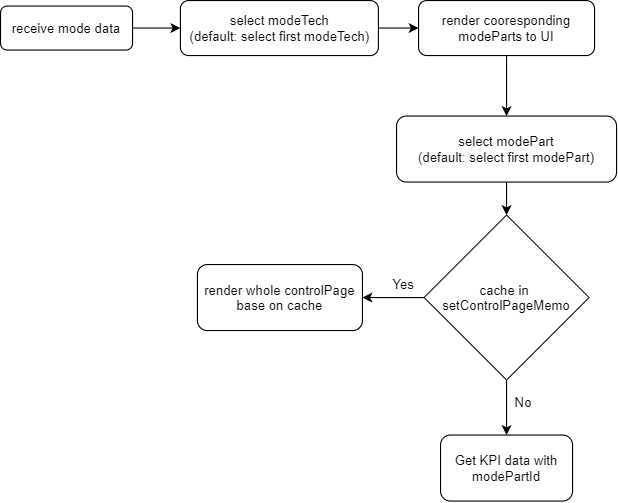 receive mode data
select modeTech
(default: select first modeTech)
render cooresponding
modeParts to UI
select modePart
(default: select first modePart)
cache in
setControlPageMemo
Yes
render whole controlPage
base on cache
No
Get KPI data with
modePartId